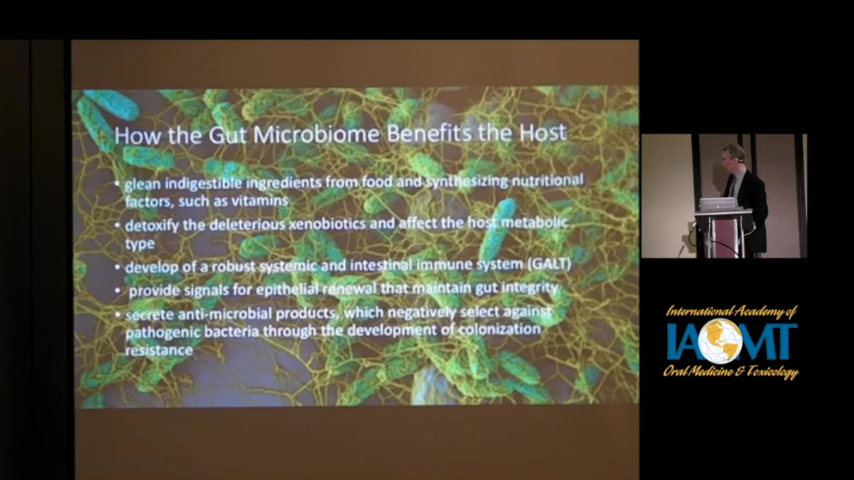 How the Gut Microbiome Benefits the Host
• glean indigestible ingredients from food and synthesizing nutritional
factors, such as vitamins
• detoxify the deleterious xenobiotics and affect the host metabolic
type
• develop of a robust systemic and intestinal immune system (GALT)
• provide signals for epithelial renewal that maintain gut integrity
• secrete anti-microbial products, which negatively select against
pathogenic bacteria through the development of colonization
resistance
International Academy of
IAOMT
Oral Medicine & Toxicology